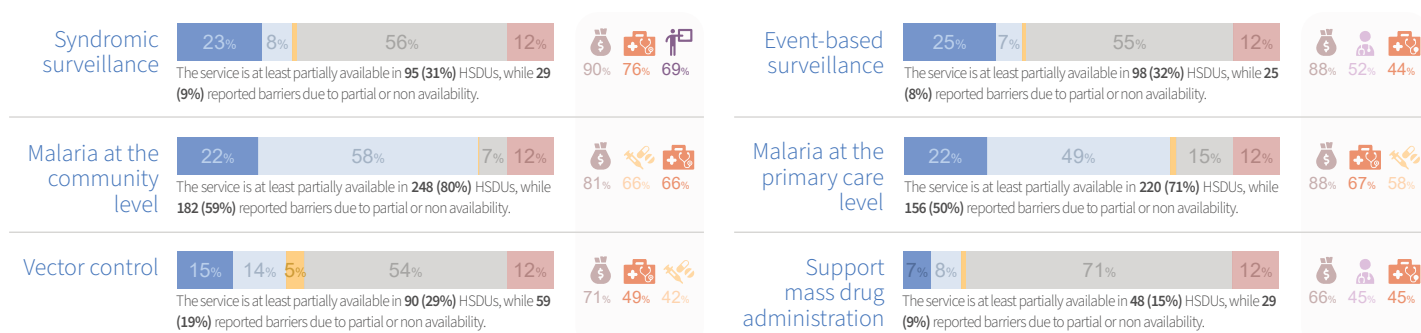 Syndromic
surveillance
23% 8% 56% 12%
The service is at least partially available in 95 (31%) HSDUs, while 29
(9%) reported barriers due to partial or non availability.
90% 76% 69%
Event-based
surveillance
25% 7% 55% 12%
The service is at least partially available in 98 (32%) HSDUs, while 25
(8%) reported barriers due to partial or non availability.
88% 52% 44%
Malaria at the
community
level
22% 58% 7% 12%
The service is at least partially available in 248 (80%) HSDUs, while
182 (59%) reported barriers due to partial or non availability.
81% 66% 66%
Malaria at the
primary care
level
22% 49% 15% 12%
The service is at least partially available in 220 (71%) HSDUs, while
156 (50%) reported barriers due to partial or non availability.
88% 67% 58%
Vector control
15% 14% 5% 54% 12%
The service is at least partially available in 90 (29%) HSDUs, while 59
(19%) reported barriers due to partial or non availability.
71% 49% 42%
Support
mass drug
administration
7% 8% 71% 12%
The service is at least partially available in 48 (15%) HSDUs, while 29
(9%) reported barriers due to partial or non availability.
66% 45% 45%